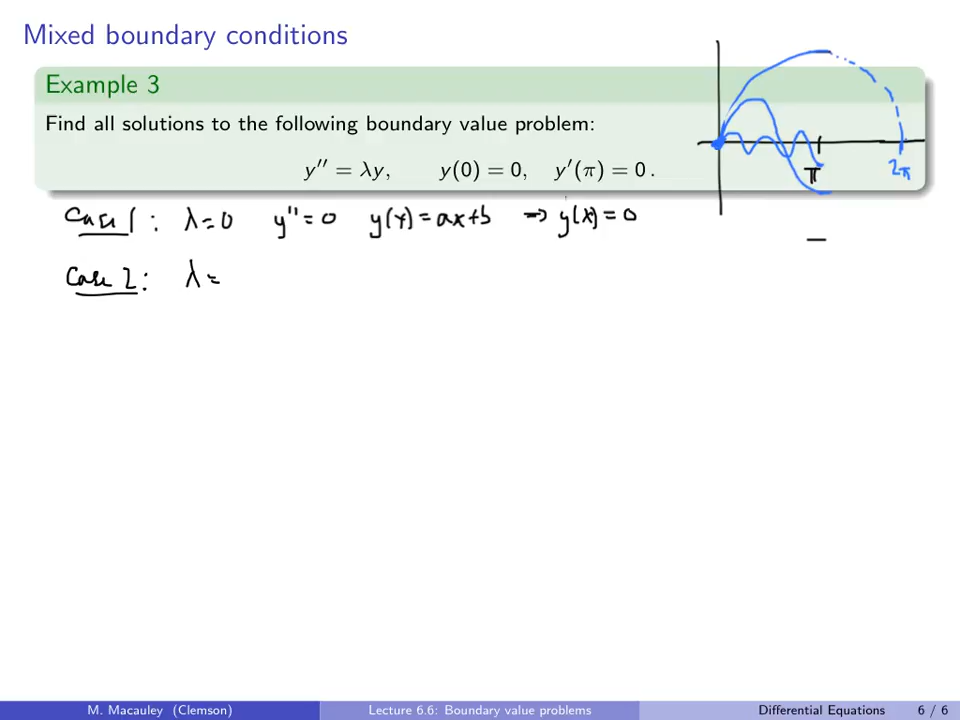 Mixed boundary conditions
Example 3
Find all solutions to the following boundary value problem:
y′′ = λy, y(0) = 0, y′(π) = 0.
π 2π
Case 1: λ=0 y"=0 y(x)=ax+b ⇒ y(x)=0
Case 2: λ=
M. Macauley (Clemson) Lecture 6.6: Boundary value problems Differential Equations 6 / 6